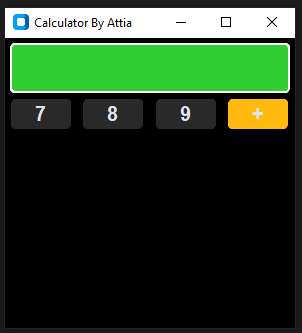 Calculator By Attia
7 8 9 +